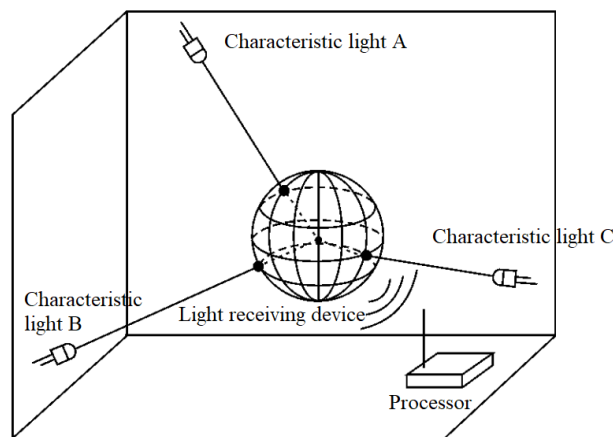 Characteristic light A
Characteristic light C
Characteristic
light B
Light receiving device
Processor